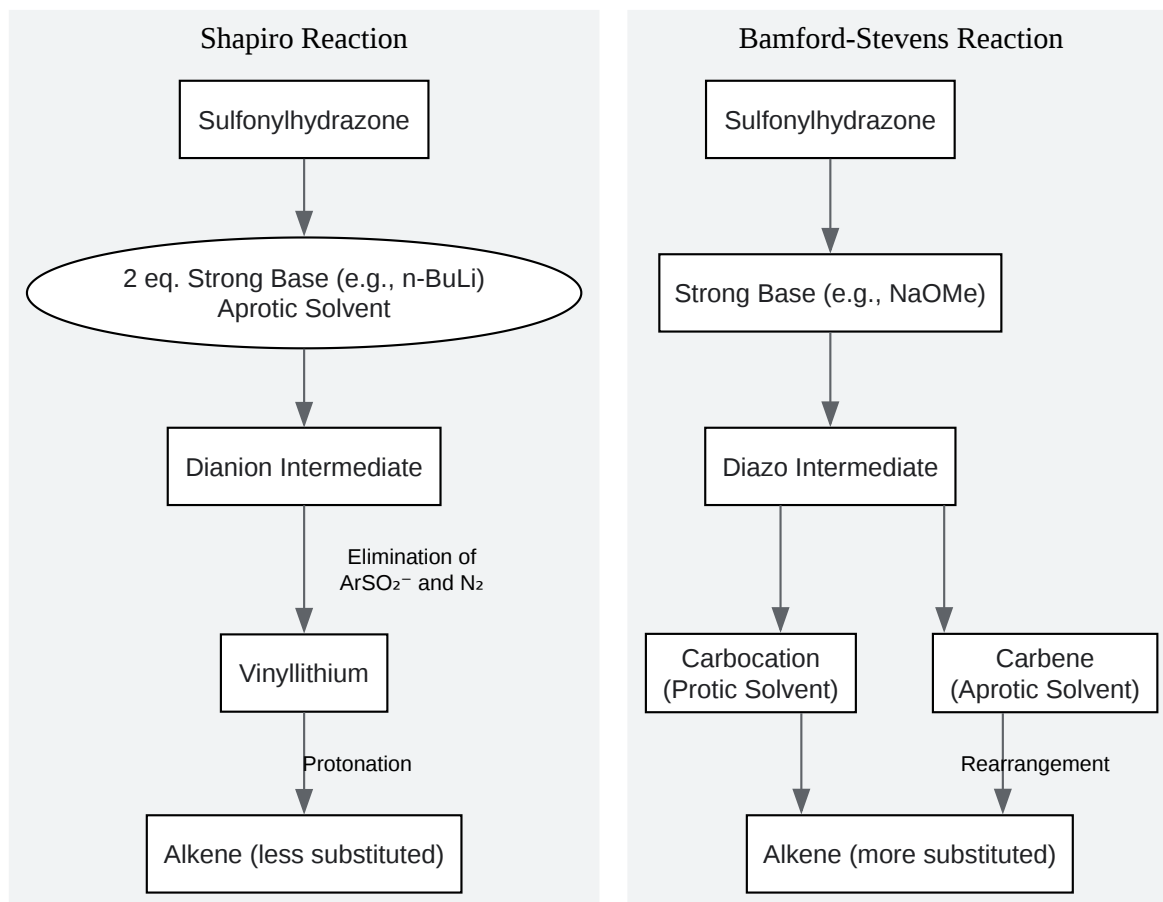 Shapiro Reaction
Sulfonylhydrazone
2 eq. Strong Base (e.g., n-BuLi)
Aprotic Solvent
Dianion Intermediate
Elimination of
ArSO₂⁻ and N₂
Vinyllithium
Protonation
Alkene (less substituted)
Bamford-Stevens Reaction
Sulfonylhydrazone
Strong Base (e.g., NaOMe)
Diazo Intermediate
Carbocation
(Protic Solvent)
Carbene
(Aprotic Solvent)
Rearrangement
Alkene (more substituted)